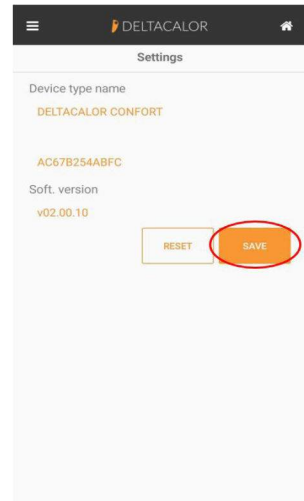 DELTACALOR
Settings
Device type name
DELTACALOR CONFORT
AC67B254ABFC
Soft. version
v02.00.10
RESET SAVE